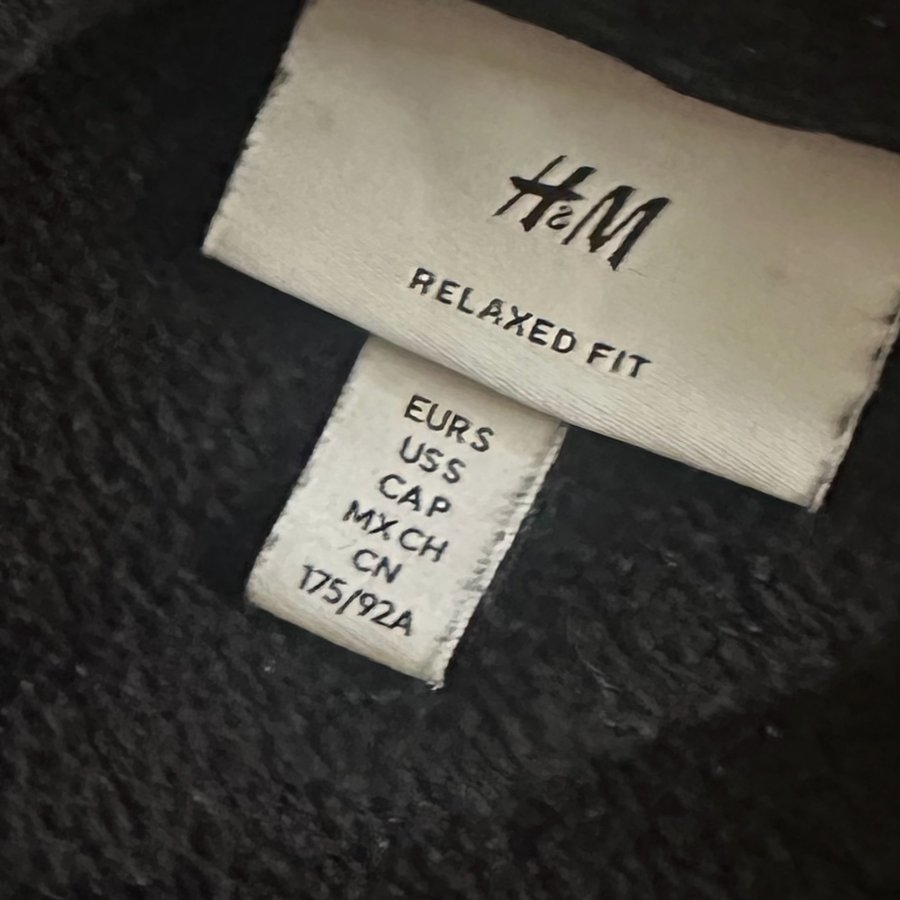 H&M
RELAXED FIT
EUR S
US S
CA P
MX CH
CN
175/92A